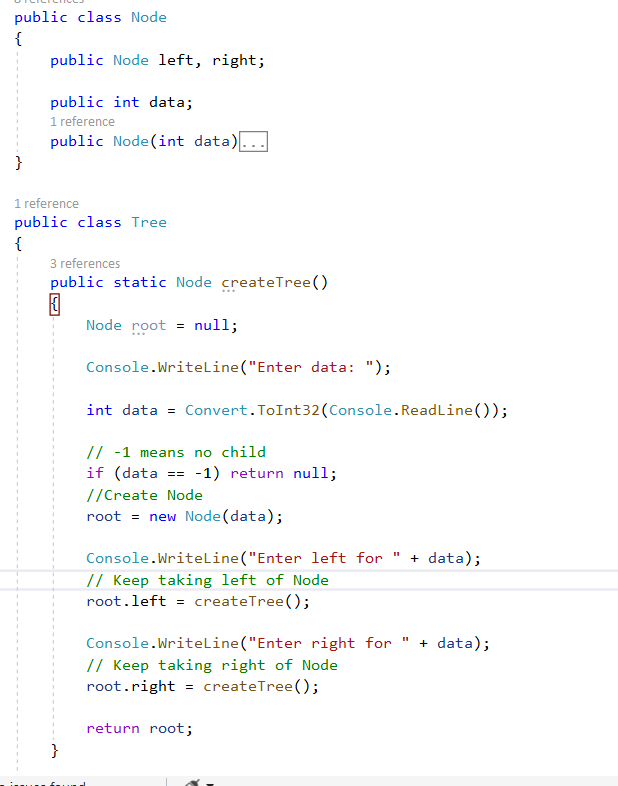 8 references
public class Node
{
public Node left, right;
public int data;
1 reference
public Node(int data)...
}
1 reference
public class Tree
{
3 references
public static Node createTree()
{
Node root = null;
Console.WriteLine("Enter data: ");
int data = Convert.ToInt32(Console.ReadLine());
// -1 means no child
if (data == -1) return null;
//Create Node
root = new Node(data);
Console.WriteLine("Enter left for " + data);
// Keep taking left of Node
root.left = createTree();
Console.WriteLine("Enter right for " + data);
// Keep taking right of Node
root.right = createTree();
return root;
}
issues found